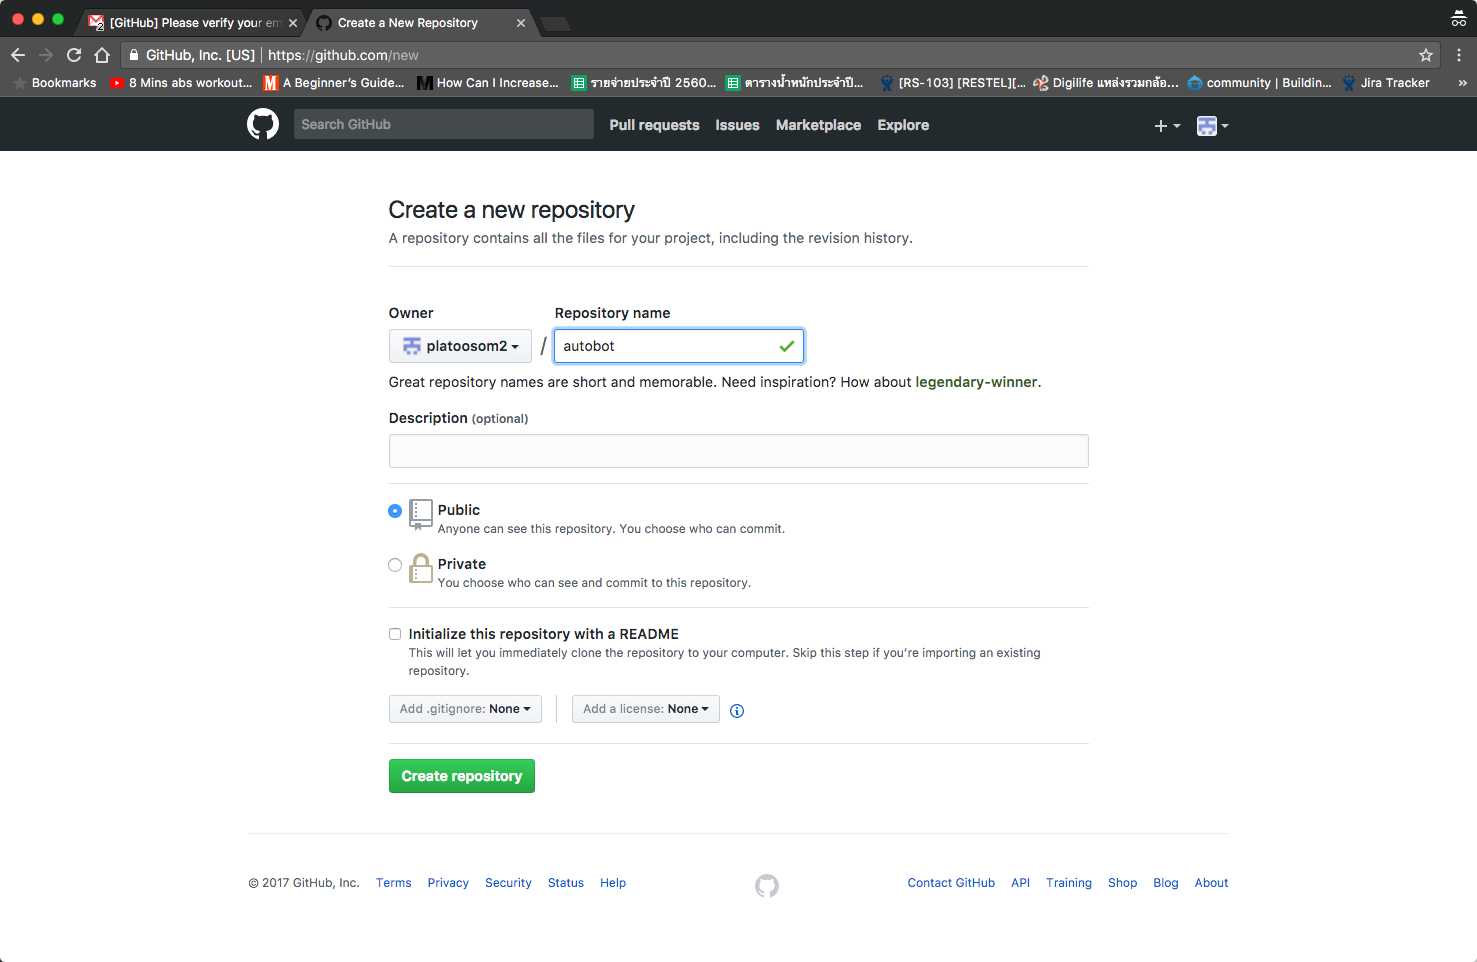 [GitHub] Please verify your em
Create a New Repository
GitHub, Inc. [US] | https://github.com/new
Bookmarks
8 Mins abs workout...
A Beginner's Guide...
How Can I Increase...
รายจ่ายประจำปี 2560...
ตารางน้ำหนักประจำปี...
[RS-103] [RESTEL][...
Digilife แหล่งรวมกล้อ...
community | Buildin...
Jira Tracker
»
Search GitHub
Pull requests
Issues
Marketplace
Explore
Create a new repository
A repository contains all the files for your project, including the revision history.
Owner
Repository name
platoosom2
/
autobot
Great repository names are short and memorable. Need inspiration? How about legendary-winner.
Description (optional)
Public
Anyone can see this repository. You choose who can commit.
Private
You choose who can see and commit to this repository.
Initialize this repository with a README
This will let you immediately clone the repository to your computer. Skip this step if you're importing an existing
repository.
Add .gitignore: None
Add a license: None
Create repository
© 2017 GitHub, Inc.
Terms
Privacy
Security
Status
Help
Contact GitHub
API
Training
Shop
Blog
About